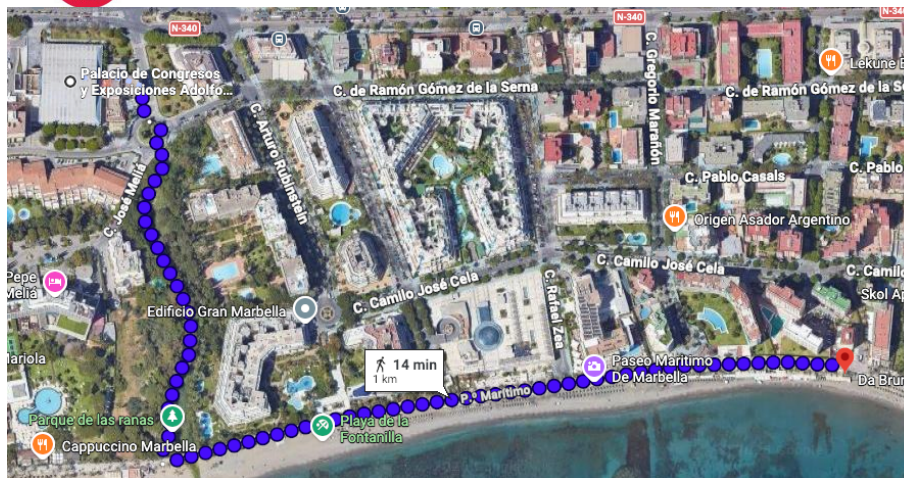 N-340
N-340
N-340
Palacio de Congresos
y Exposiciones Adolfo...
C. de Ramón Gómez de la Serna
C. Gregorio Marañón
Lekune
C. de Ramón Gómez de la Se
C. Arturo Rubinstein
C. José Meliá
C. Pablo Casals
C. Pablo
Origen Asador Argentino
Pepe
Meliá
C. Camilo José Cela
C. Camilo José Cela
C. Camilo
Skol Ap
Edificio Gran Marbella
C. Rafael Zea
14 min
1 km
Mariola
Paseo Marítimo
De Marbella
P.º Marítimo
Da Brun
Parque de las ranas
Playa de la
Fontanilla
Cappuccino Marbella